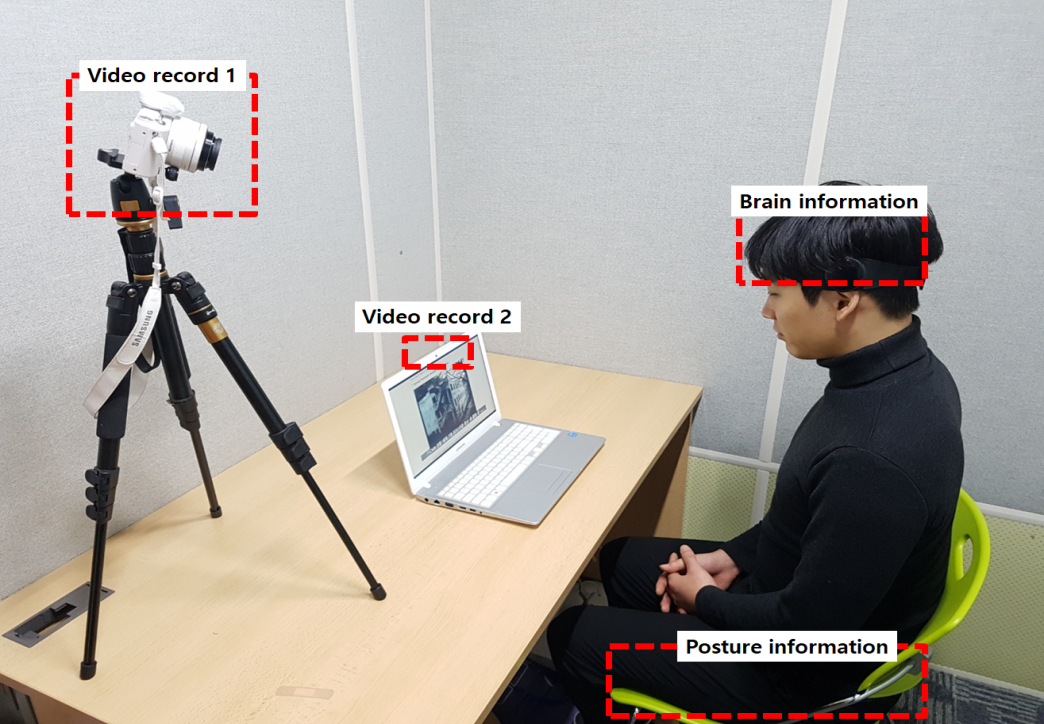 Video record 1
Brain information
Video record 2
SAMSUNG
Posture information